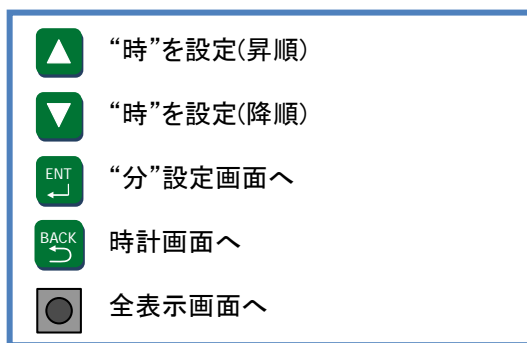 “時”を設定(昇順)
“時”を設定(降順)
ENT “分”設定画面へ
BACK 時計画面へ
全表示画面へ